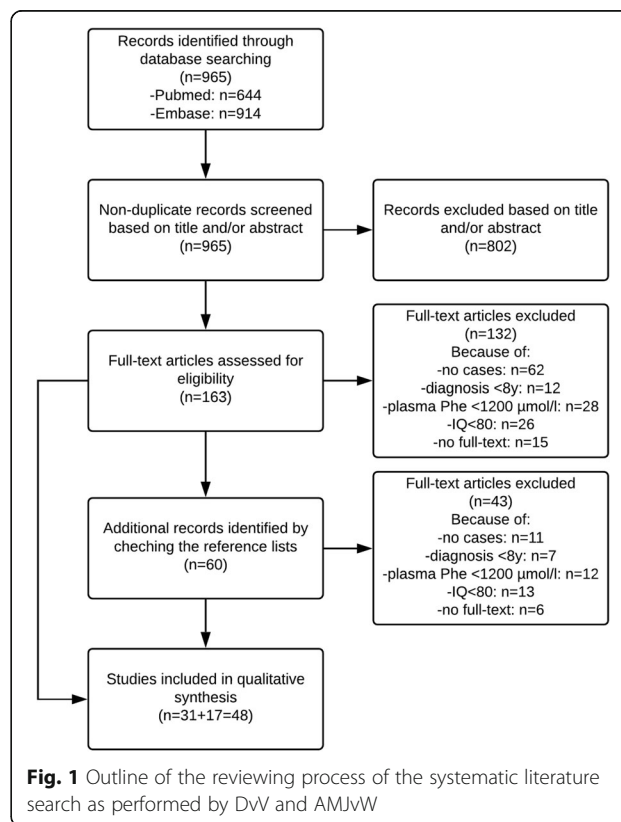 Records identified through
database searching
(n=965)
-Pubmed: n=644
-Embase: n=914
Non-duplicate records screened
based on title and/or abstract
(n=965)
Records excluded based on title
and/or abstract
(n=802)
Full-text articles assessed for
eligibility
(n=163)
Full-text articles excluded
(n=132)
Because of:
-no cases: n=62
-diagnosis <8y: n=12
-plasma Phe <1200 µmol/l: n=28
-IQ<80: n=26
-no full-text: n=15
Additional records identified by
cheching the reference lists
(n=60)
Full-text articles excluded
(n=43)
Because of:
-no cases: n=11
-diagnosis <8y: n=7
-plasma Phe <1200 µmol/l: n=12
-IQ<80: n=13
-no full-text: n=6
Studies included in qualitative
synthesis
(n=31+17=48)
Fig. 1 Outline of the reviewing process of the systematic literature
search as performed by DvV and AMJvW